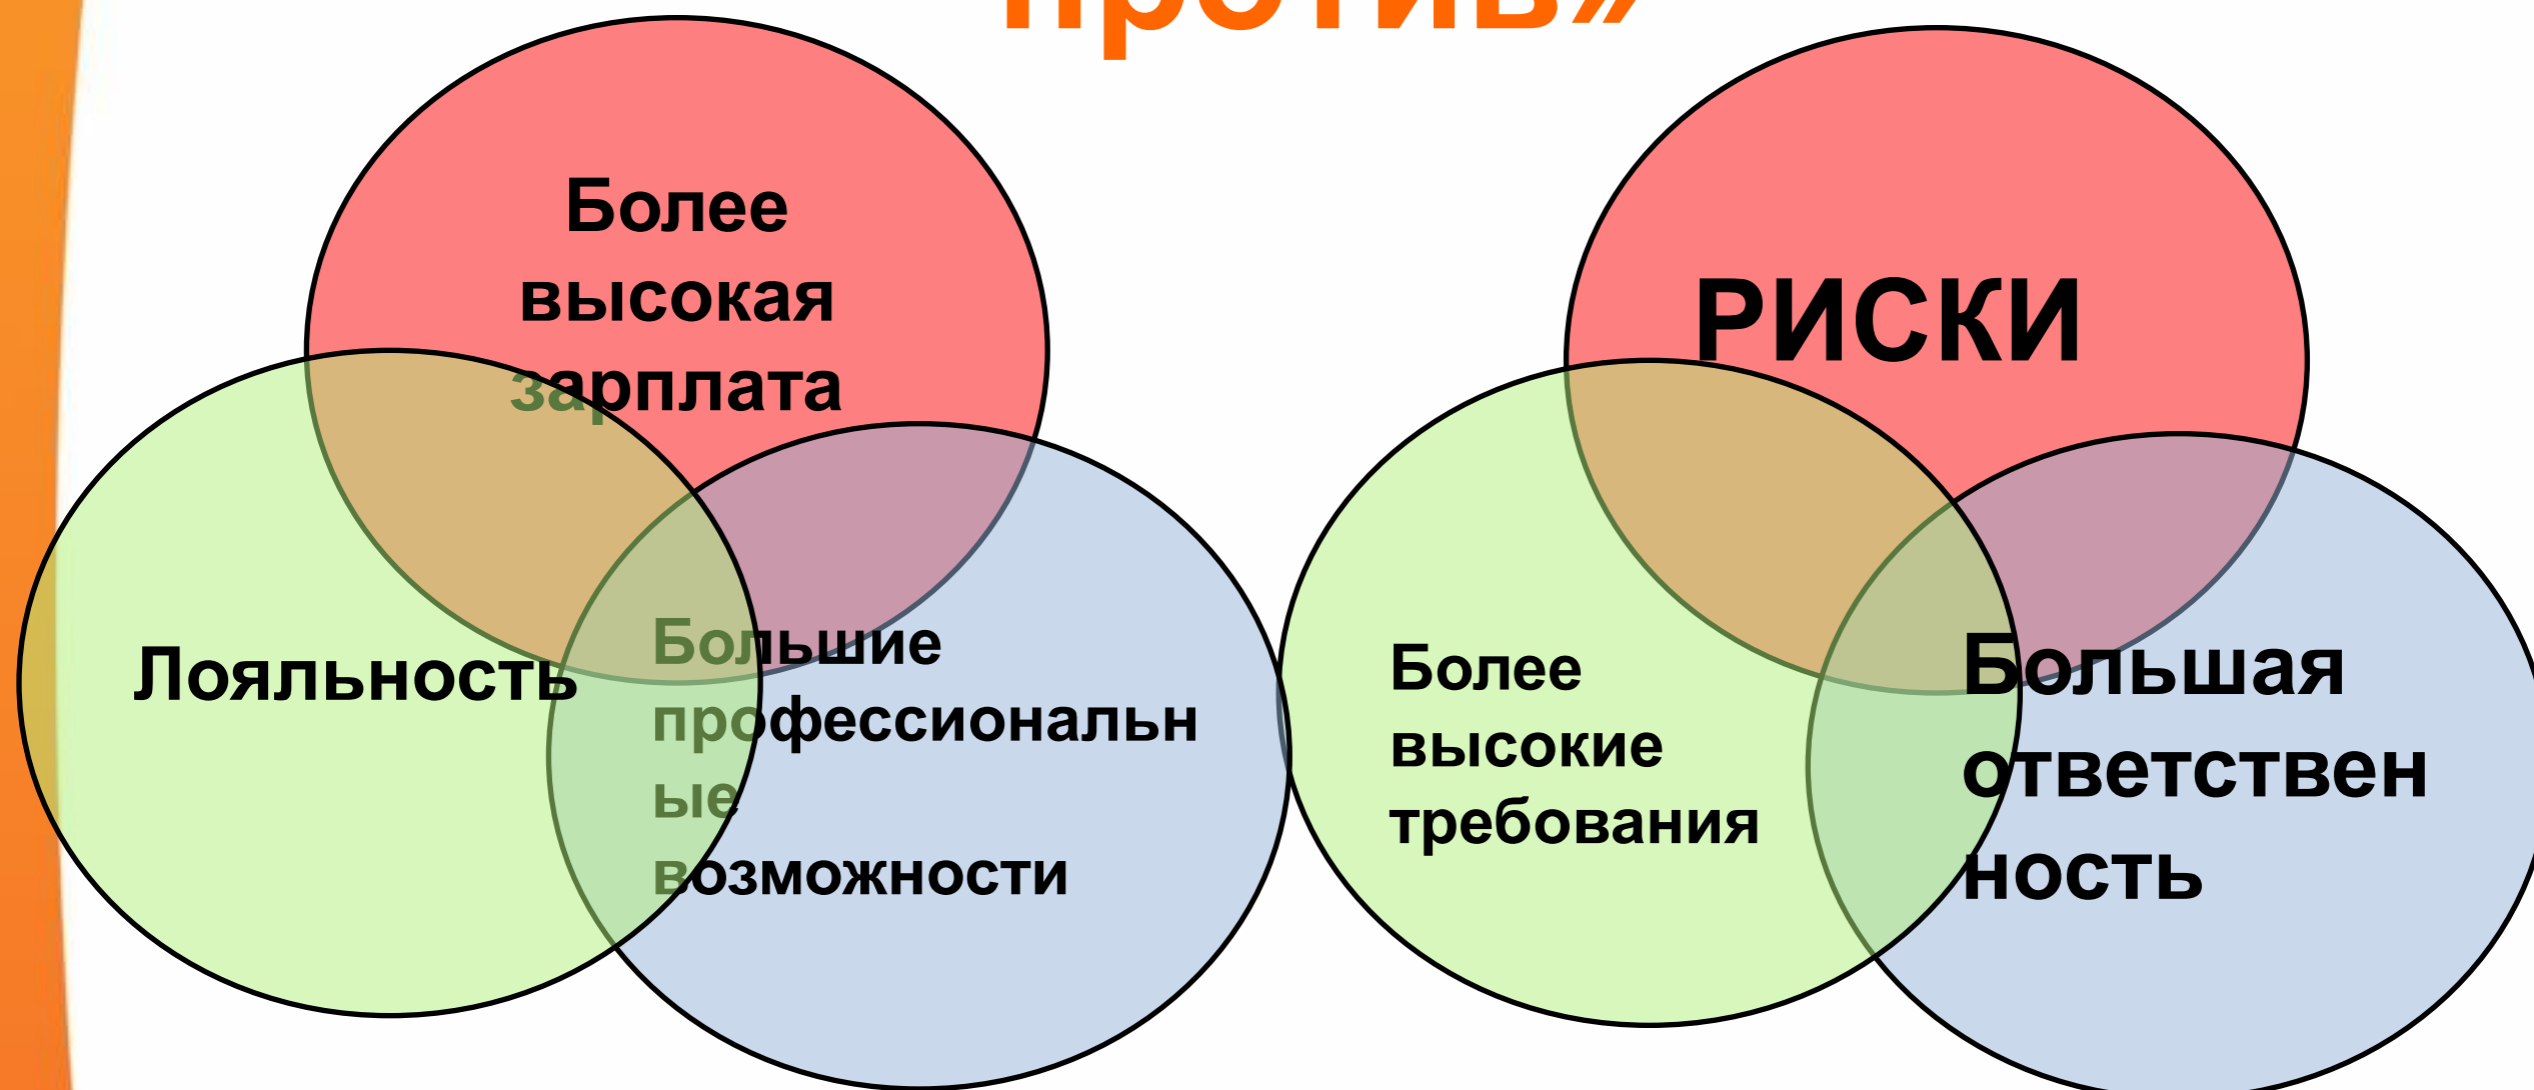 против»
Более
высокая
зарплата
Лояльность
Большие
профессиональн
ые
возможности
РИСКИ
Более
высокие
требования
Большая
ответствен
ность